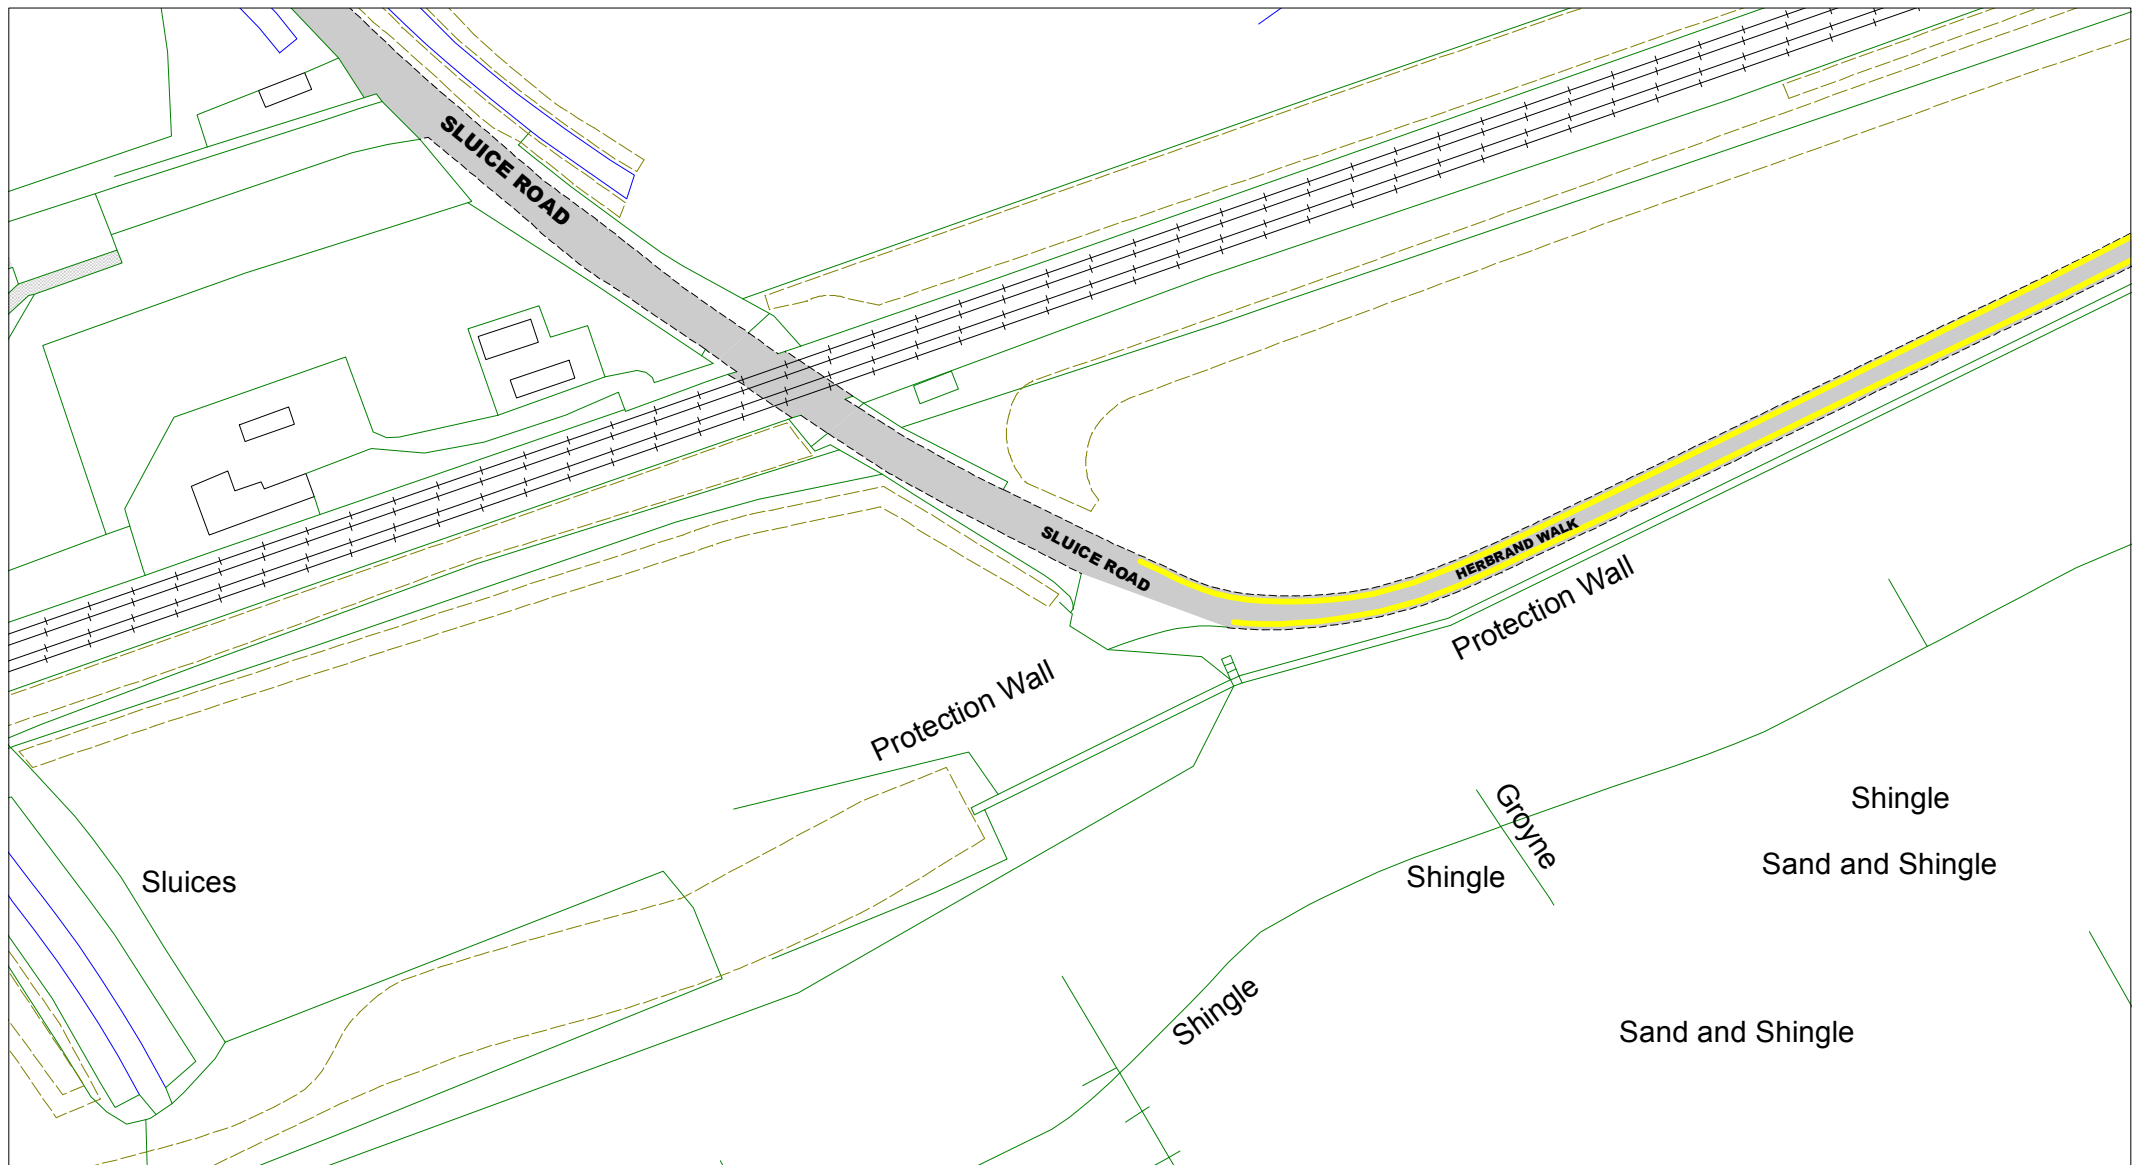 SLUICE ROAD
SLUICE ROAD
HERBRAND WALK
Protection Wall
Protection Wall
Shingle
Groyne
Sand and Shingle
Shingle
Sluices
Shingle
Sand and Shingle